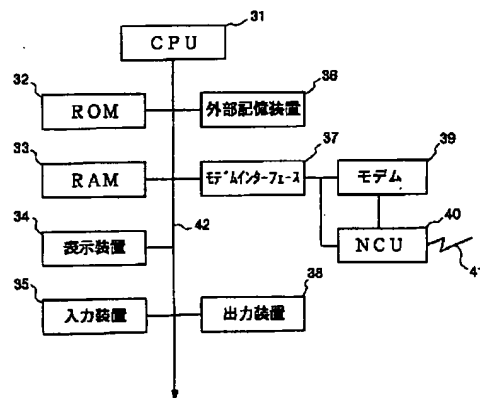 31
CPU
32
ROM
36
外部記憶装置
33
RAM
37
モデムインターフェース
39
モデム
34
表示装置
42
40
NCU
41
35
入力装置
38
出力装置